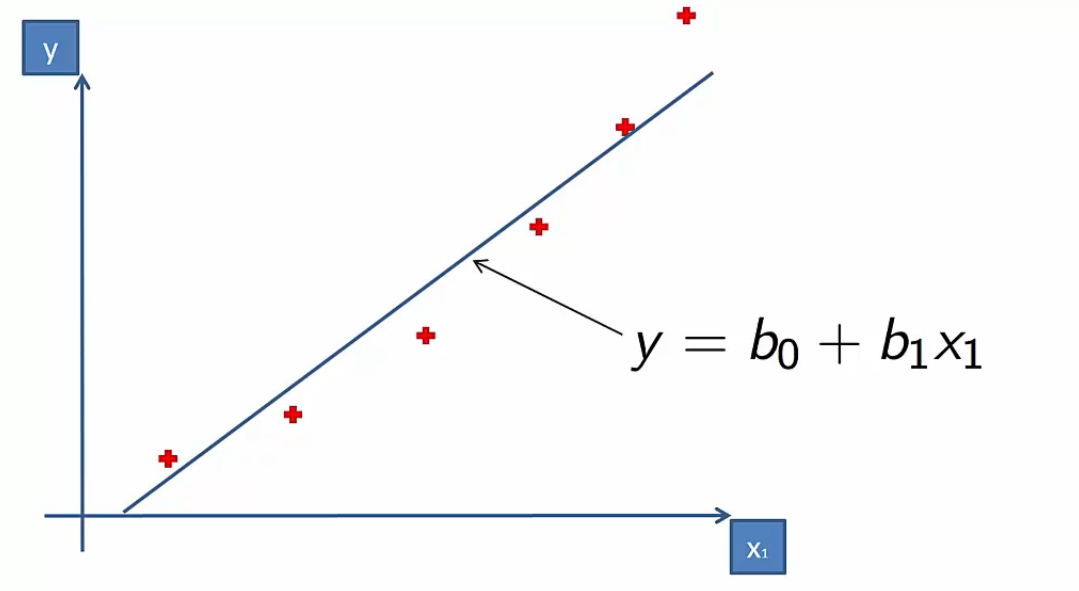 y
y = b₀ + b₁x₁
x₁